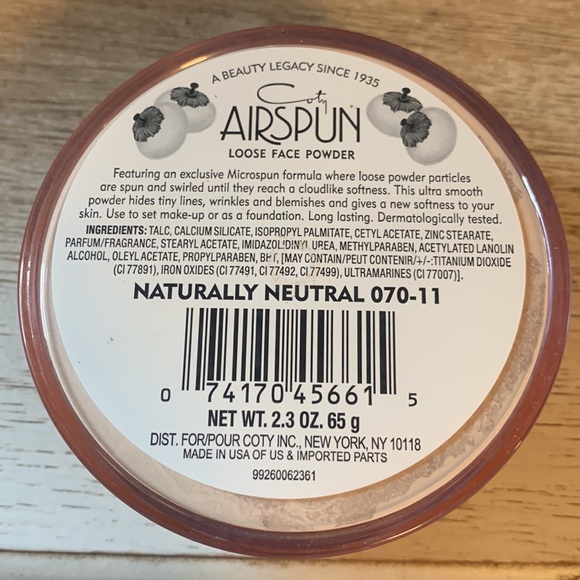 A BEAUTY LEGACY SINCE 1935
Coty
AIRSPUN®
LOOSE FACE POWDER
Featuring an exclusive Microspun formula where loose powder particles
are spun and swirled until they reach a cloudlike softness. This ultra smooth
powder hides tiny lines, wrinkles and blemishes and gives a new softness to your
skin. Use to set make-up or as a foundation. Long lasting. Dermatologically tested.
INGREDIENTS: TALC, CALCIUM SILICATE, ISOPROPYL PALMITATE, CETYL ACETATE, ZINC STEARATE,
PARFUM/FRAGRANCE, STEARYL ACETATE, IMIDAZOLIDINYL UREA, METHYLPARABEN, ACETYLATED LANOLIN
ALCOHOL, OLEYL ACETATE, PROPYLPARABEN, BHT, [MAY CONTAIN/PEUT CONTENIR/+/-:TITANIUM DIOXIDE
(CI 77891), IRON OXIDES (CI 77491, CI 77492, CI 77499), ULTRAMARINES (CI 77007)].
NATURALLY NEUTRAL 070-11
0 74170 45661 5
NET WT. 2.3 OZ. 65 g
DIST. FOR/POUR COTY INC., NEW YORK, NY 10118
MADE IN USA OF US & IMPORTED PARTS
99260062361